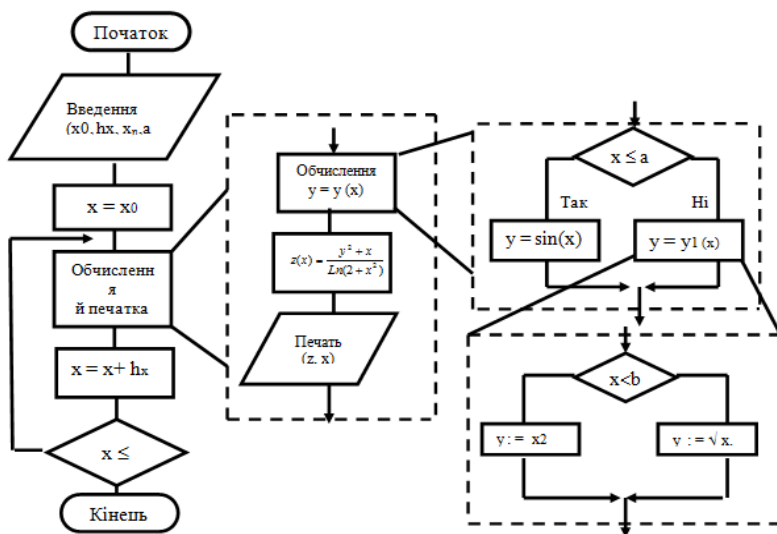 Початок
Введення
(x0, hx, xn, a
x = x0
Обчисленн
я
й печатка
x = x+ hx
x ≤
Кінець
Обчислення
y = y (x)
z(x) = (y² + x) / Ln(2 + x²)
Печать
(z, x)
x ≤ a
Так
Ні
y = sin(x)
y = y1 (x)
x<b
y : = x2
y : = √ x.